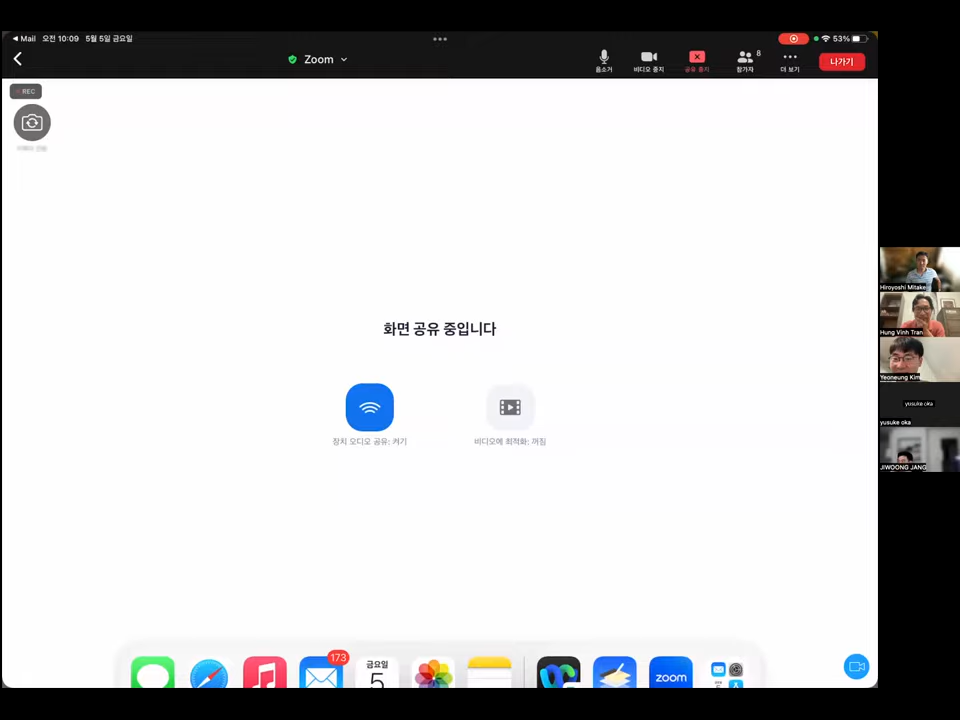 ◀ Mail 오전 10:09 5월 5일 금요일
53%
Zoom
음소거
비디오 중지
공유 중지
참가자
8
더 보기
나가기
REC
화면 공유 중입니다
장치 오디오 공유: 켜기
비디오에 최적화: 꺼짐
Hiroyoshi Mitake
Hung Vinh Tran
Yeoneung Kim
yusuke oka
yusuke oka
JIWOONG JANG
173
금요일
5
zoom